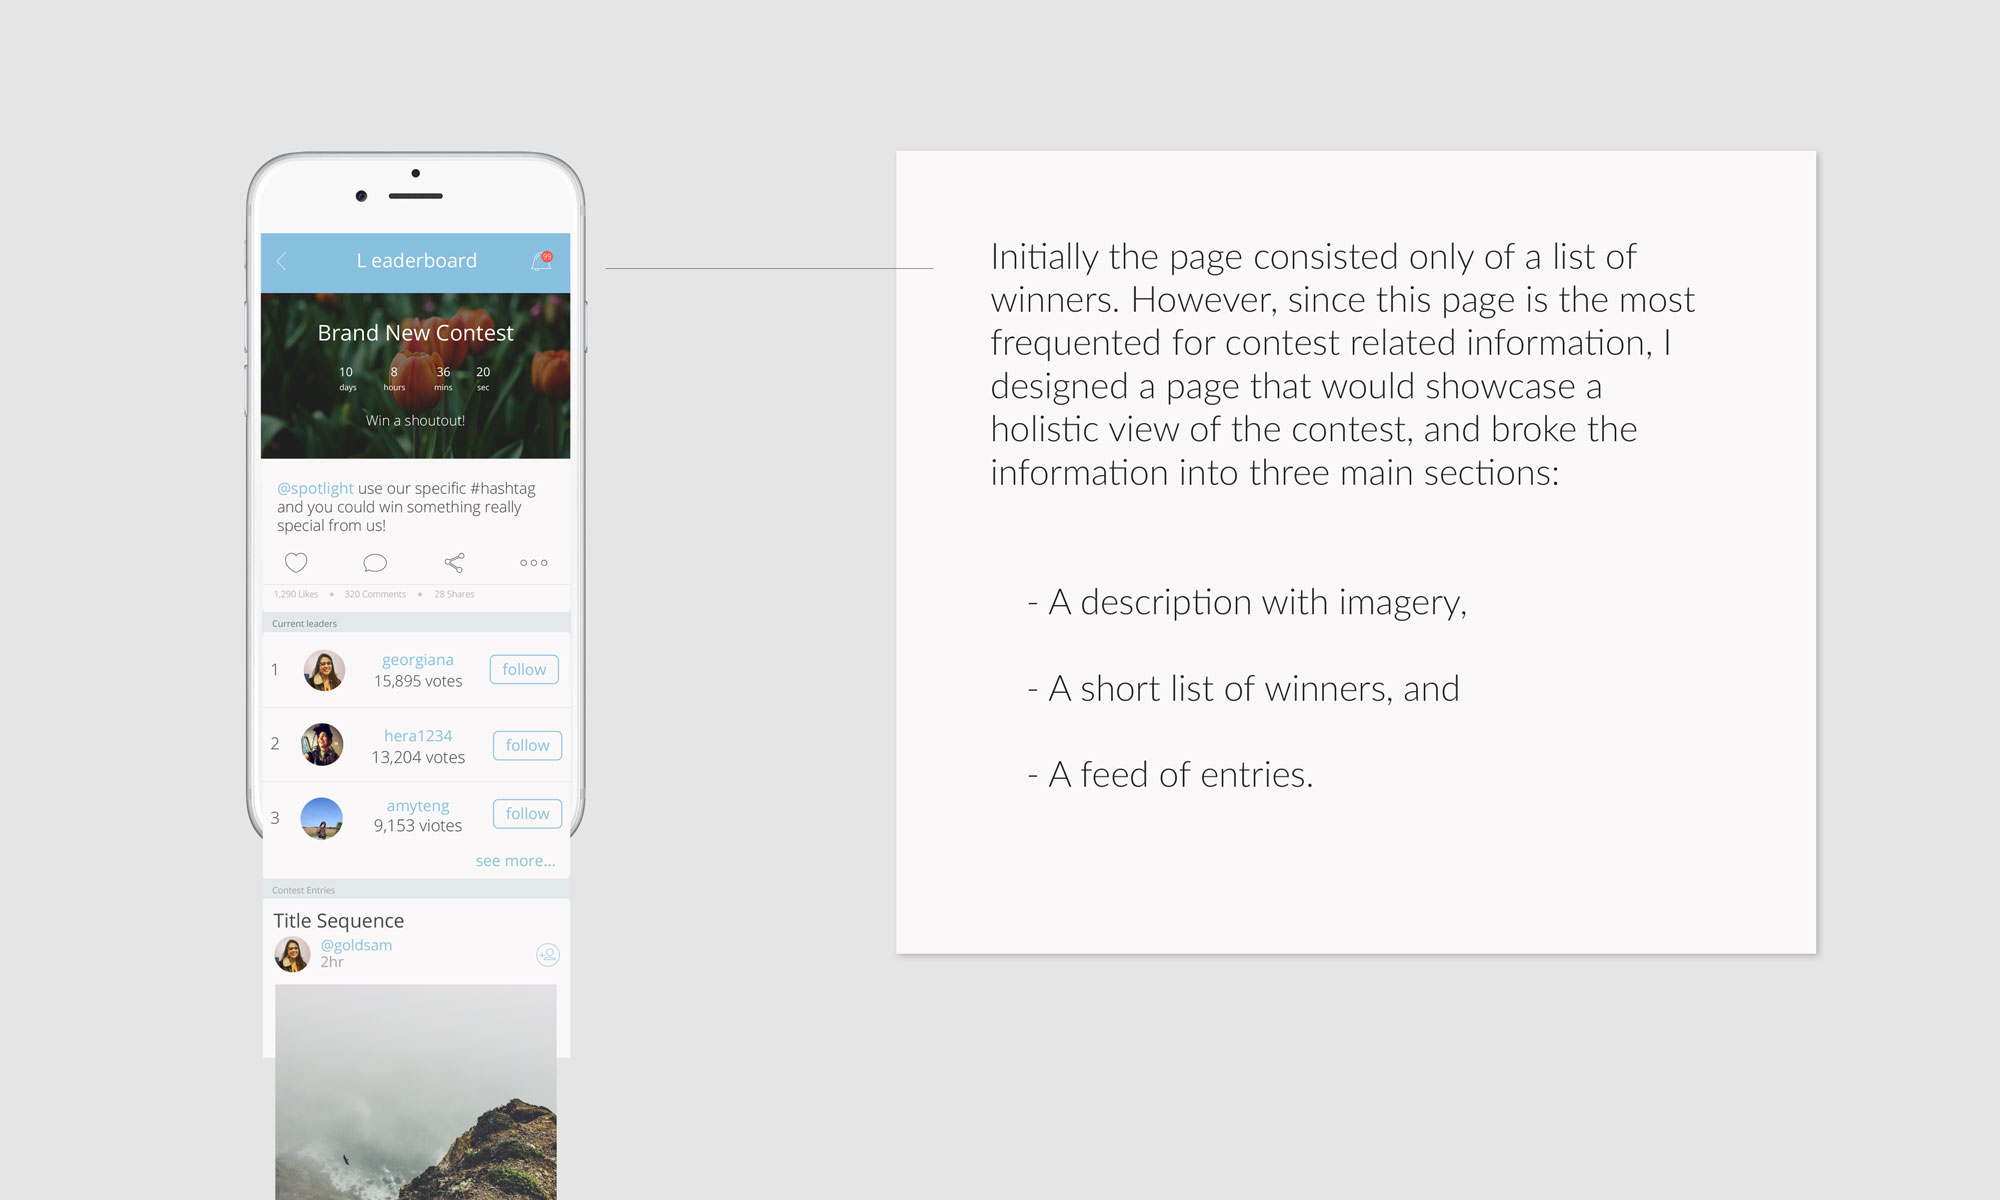 L eaderboard
99
Brand New Contest
10 8 36 20
days hours mins sec
Win a shoutout!
@spotlight use our specific #hashtag
and you could win something really
special from us!
1,290 Likes 320 Comments 28 Shares
Current leaders
1 georgiana follow
15,895 votes
2 hera1234 follow
13,204 votes
3 amyteng follow
9,153 viotes
see more...
Contest Entries
Title Sequence
@goldsam
2hr
Initially the page consisted only of a list of
winners. However, since this page is the most
frequented for contest related information, I
designed a page that would showcase a
holistic view of the contest, and broke the
information into three main sections:
- A description with imagery,
- A short list of winners, and
- A feed of entries.